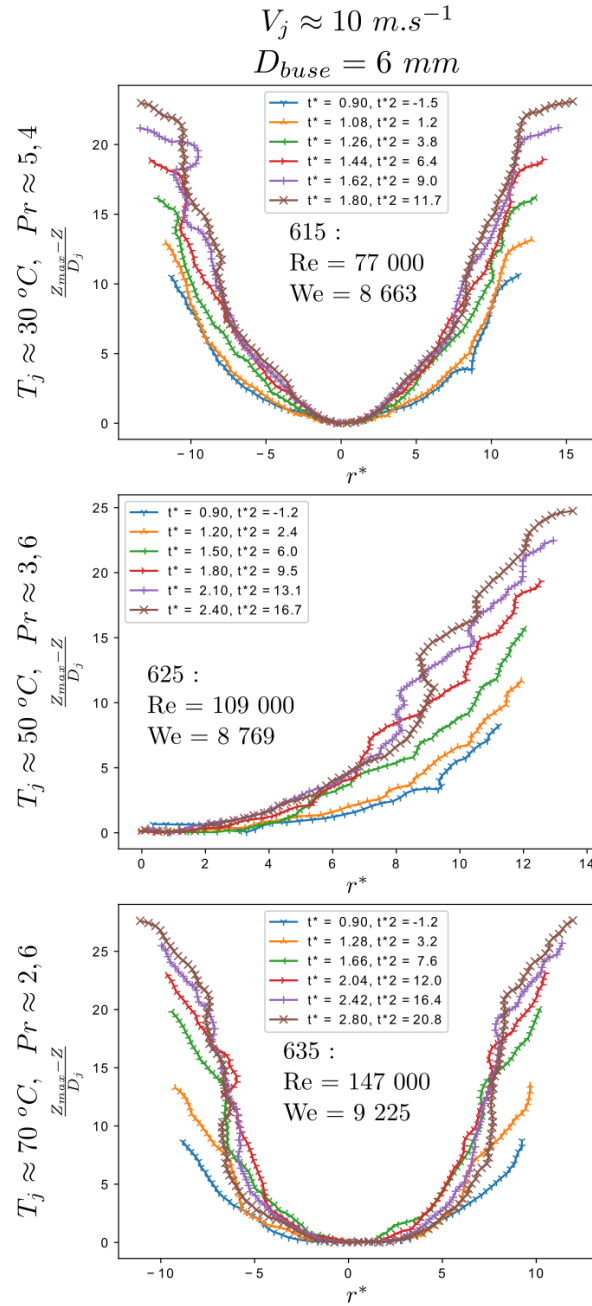 V_j ≈ 10 m.s⁻¹
D_buse = 6 mm
T_j ≈ 30 °C, Pr ≈ 5,4
Zmax−Z
D_j
t* = 0.90, t*2 = -1.5
t* = 1.08, t*2 = 1.2
t* = 1.26, t*2 = 3.8
t* = 1.44, t*2 = 6.4
t* = 1.62, t*2 = 9.0
t* = 1.80, t*2 = 11.7
615 :
Re = 77 000
We = 8 663
20
15
10
5
0
−10 −5 0 5 10 15
r*
T_j ≈ 50 °C, Pr ≈ 3,6
Zmax−Z
D_j
t* = 0.90, t*2 = -1.2
t* = 1.20, t*2 = 2.4
t* = 1.50, t*2 = 6.0
t* = 1.80, t*2 = 9.5
t* = 2.10, t*2 = 13.1
t* = 2.40, t*2 = 16.7
625 :
Re = 109 000
We = 8 769
25
20
15
10
5
0
0 2 4 6 8 10 12 14
r*
T_j ≈ 70 °C, Pr ≈ 2,6
Zmax−Z
D_j
t* = 0.90, t*2 = -1.2
t* = 1.28, t*2 = 3.2
t* = 1.66, t*2 = 7.6
t* = 2.04, t*2 = 12.0
t* = 2.42, t*2 = 16.4
t* = 2.80, t*2 = 20.8
635 :
Re = 147 000
We = 9 225
25
20
15
10
5
0
−10 −5 0 5 10
r*